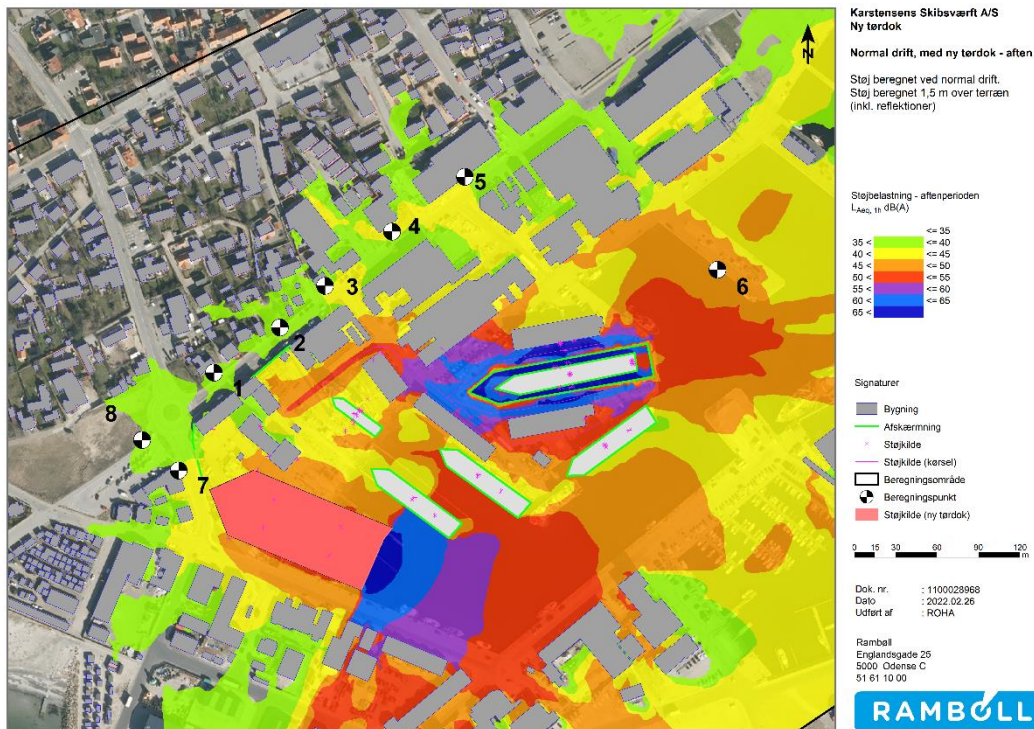 Karstensens Skibsværft A/S
Ny tørdok
Normal drift, med ny tørdok - aften
Støj beregnet ved normal drift.
Støj beregnet 1,5 m over terræn
(inkl. reflektioner)
N
Støjbelastning - aftenperioden
LAeq, 1h dB(A)
<= 35
35 < <= 40
40 < <= 45
45 < <= 50
50 < <= 55
55 < <= 60
60 < <= 65
65 <
5
4
3
6
2
1
8
7
Signaturer
Bygning
Afskærmning
Støjkilde
Støjkilde (kørsel)
Beregningsområde
Beregningspunkt
Støjkilde (ny tørdok)
0 15 30 60 90 120
m
Dok. nr. : 1100028968
Dato : 2022.02.26
Udført af : ROHA
Rambøll
Englandsgade 25
5000 Odense C
51 61 10 00
RAMBOLL